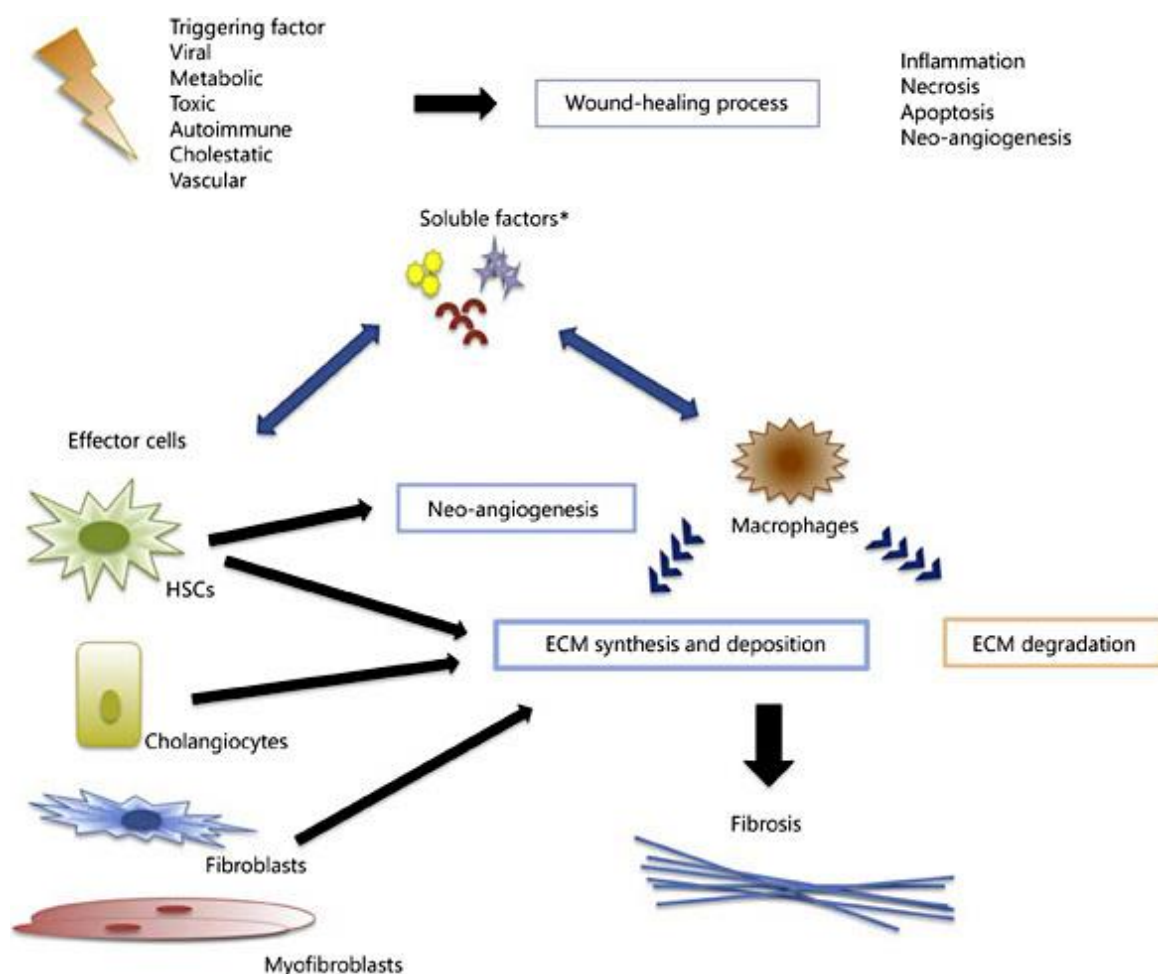 Triggering factor
Viral
Metabolic
Toxic
Autoimmune
Cholestatic
Vascular
Wound-healing process
Inflammation
Necrosis
Apoptosis
Neo-angiogenesis
Soluble factors*
Effector cells
HSCs
Neo-angiogenesis
Macrophages
ECM synthesis and deposition
ECM degradation
Cholangiocytes
Fibrosis
Fibroblasts
Myofibroblasts